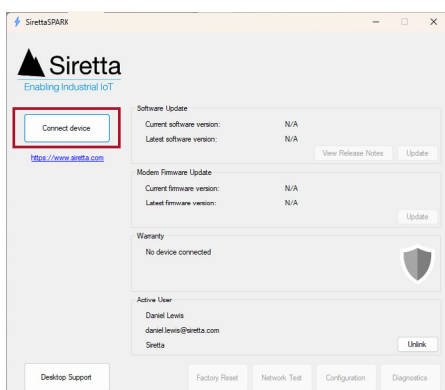 SirettaSPARK
Siretta
Enabling Industrial IoT
Connect device
https://www.siretta.com
Software Update
Current software version: N/A
Latest software version: N/A
View Release Notes Update
Modem Firmware Update
Current firmware version: N/A
Latest firmware version: N/A
Update
Warranty
No device connected
Active User
Daniel Lewis
daniel.lewis@siretta.com
Siretta Unlink
Desktop Support Factory Reset Network Test Configuration Diagnostics